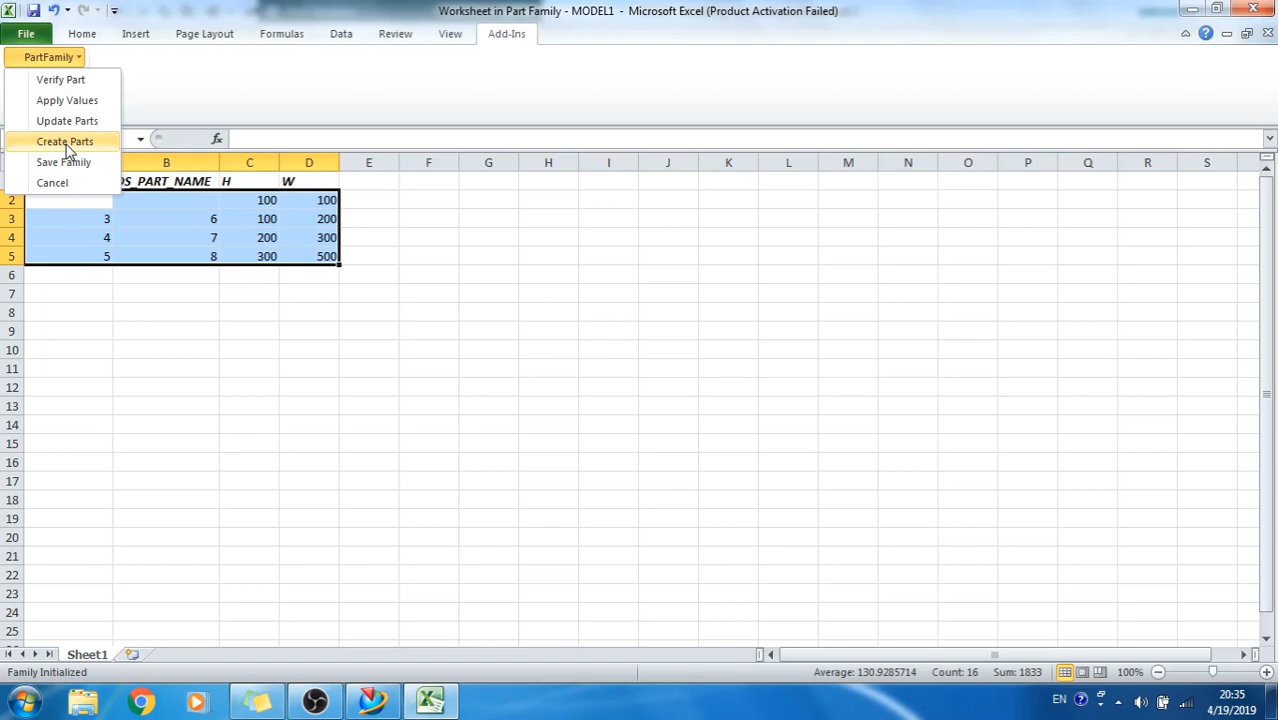 Worksheet in Part Family - MODEL1 - Microsoft Excel (Product Activation Failed)
File Home Insert Page Layout Formulas Data Review View Add-Ins
PartFamily
Verify Part
Apply Values
Update Parts
Create Parts
Save Family
Cancel
fx
B C D E F G H I J K L M N O P Q R S
OS_PART_NAME H W
2 100 100
3 3 6 100 200
4 4 7 200 300
5 5 8 300 500
6
7
8
9
10
11
12
13
14
15
16
17
18
19
20
21
22
23
24
25
Sheet1
Family Initialized Average: 130.9285714 Count: 16 Sum: 1833 100%
EN 20:35
4/19/2019